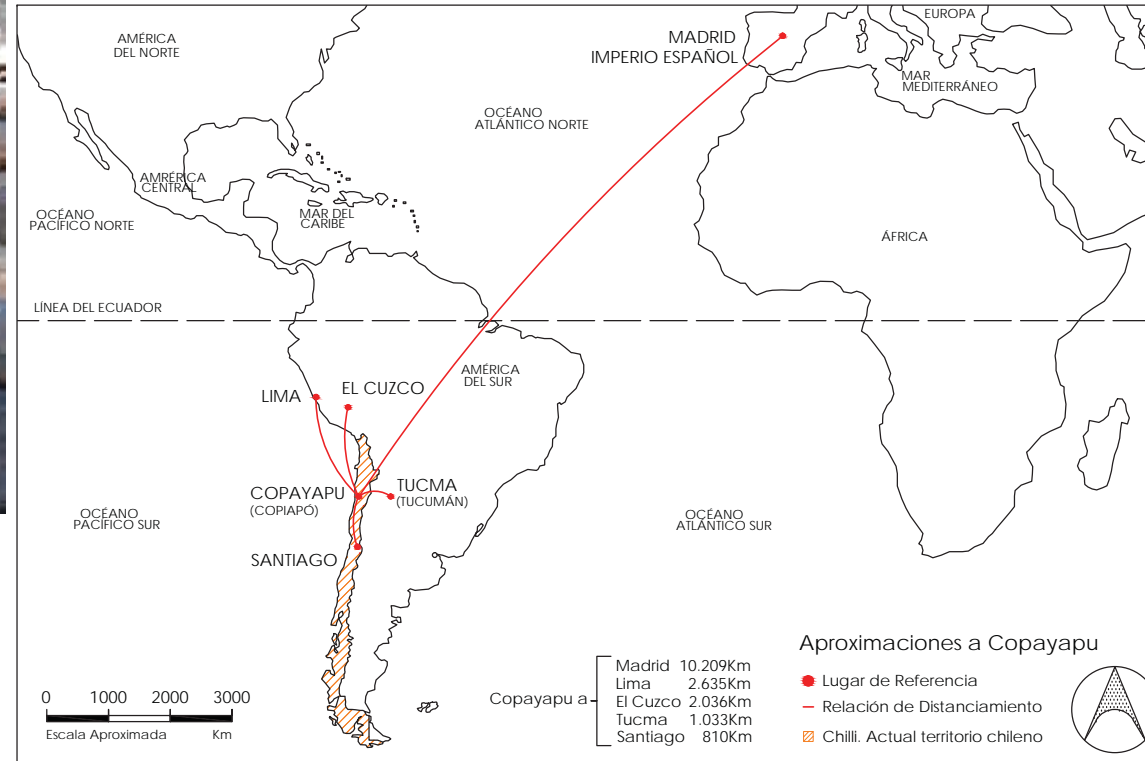 AMÉRICA
DEL NORTE
EUROPA
MADRID
IMPERIO ESPAÑOL
MAR
MEDITERRÁNEO
OCÉANO
ATLÁNTICO NORTE
AMRÉRICA
CENTRAL
OCÉANO
PACÍFICO NORTE
MAR DEL
CARIBE
ÁFRICA
LÍNEA DEL ECUADOR
AMÉRICA
DEL SUR
LIMA
EL CUZCO
COPAYAPU
(COPIAPÓ)
TUCMA
(TUCUMÁN)
OCÉANO
PACÍFICO SUR
OCÉANO
ATLÁNTICO SUR
SANTIAGO
0 1000 2000 3000
Escala Aproximada Km
Copayapu a
Madrid 10.209Km
Lima 2.635Km
El Cuzco 2.036Km
Tucma 1.033Km
Santiago 810Km
Aproximaciones a Copayapu
Lugar de Referencia
Relación de Distanciamiento
Chilli. Actual territorio chileno